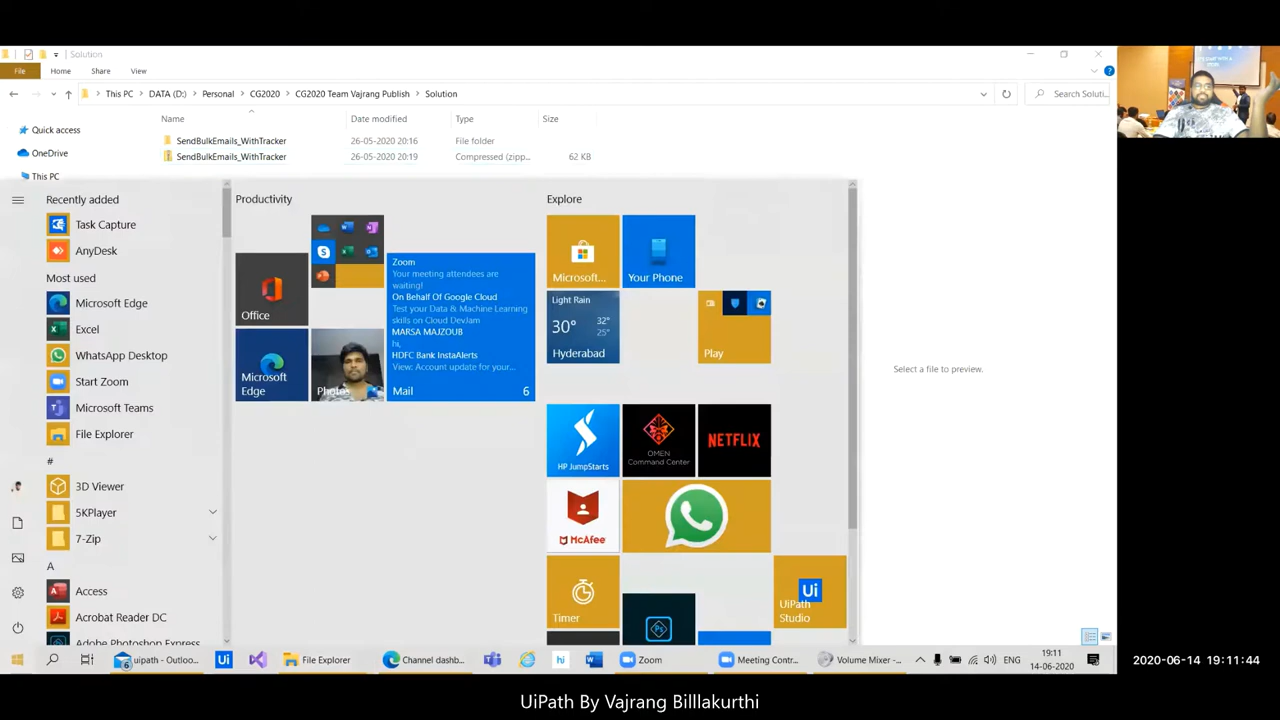 Solution
File
Home
Share
View
This PC
DATA (D:)
Personal
CG2020
CG2020 Team Vajrang Publish
Solution
Search Soluti...
Name
Date modified
Type
Size
Quick access
SendBulkEmails_WithTracker
26-05-2020 20:16
File folder
OneDrive
SendBulkEmails_WithTracker
26-05-2020 20:19
Compressed (zipp...
62 KB
This PC
Recently added
Task Capture
AnyDesk
Most used
Microsoft Edge
Excel
WhatsApp Desktop
Start Zoom
Microsoft Teams
File Explorer
#
3D Viewer
5KPlayer
7-Zip
A
Access
Acrobat Reader DC
Adobe Photoshop Express
Productivity
Office
Zoom
Your meeting attendees are
waiting!
On Behalf Of Google Cloud
Test your Data & Machine Learning
skills on Cloud DevJam
MARSA MAJZOUB
hi,
HDFC Bank InstaAlerts
View: Account update for your...
Mail
6
Microsoft
Edge
Photos
Explore
Microsoft...
Your Phone
Light Rain
30°
32°
25°
Hyderabad
Play
HP JumpStarts
OMEN
Command Center
NETFLIX
McAfee
Timer
Ui
UiPath
Studio
Select a file to preview.
uipath - Outloo...
Ui
File Explorer
Channel dashb...
hi
Zoom
Meeting Contr...
Volume Mixer -...
ENG
19:11
14-06-2020
2020-06-14 19:11:44
UiPath By Vajrang Billlakurthi